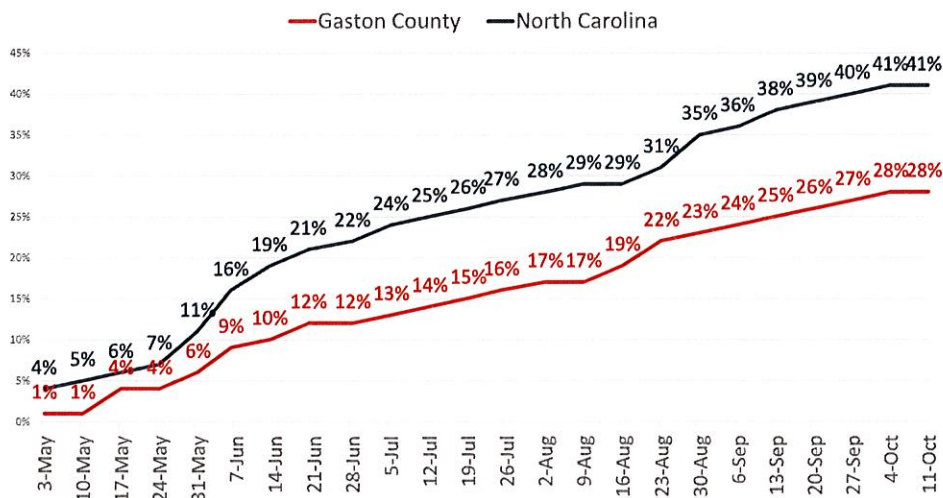 Gaston County North Carolina
45%
40%
35%
30%
25%
20%
15%
10%
5%
0%
4% 5% 6% 7% 11% 16% 19% 21% 22% 24% 25% 26% 27% 28% 29% 29% 31% 35% 36% 38% 39% 40% 41% 41%
1% 1% 4% 4% 6% 9% 10% 12% 12% 13% 14% 15% 16% 17% 17% 19% 22% 23% 24% 25% 26% 27% 28% 28%
3-May 10-May 17-May 24-May 31-May 7-Jun 14-Jun 21-Jun 28-Jun 5-Jul 12-Jul 19-Jul 26-Jul 2-Aug 9-Aug 16-Aug 23-Aug 30-Aug 6-Sep 13-Sep 20-Sep 27-Sep 4-Oct 11-Oct